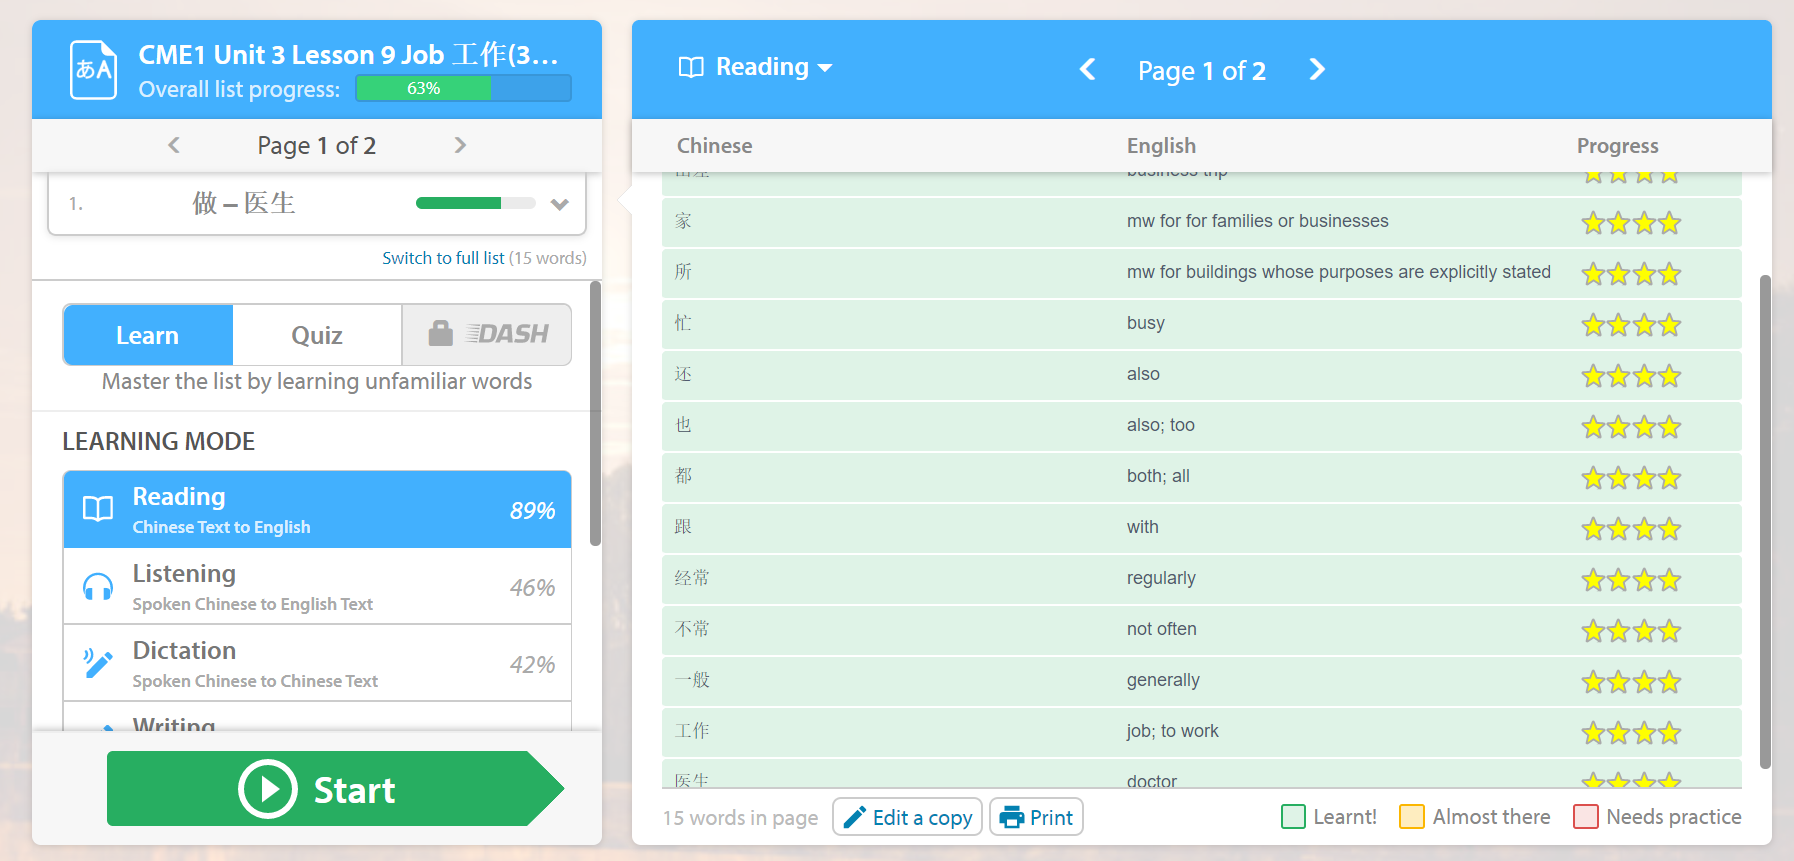 CME1 Unit 3 Lesson 9 Job 工作(3...
Overall list progress: 63%
Page 1 of 2
1. 做 – 医生
Switch to full list (15 words)
Learn Quiz DASH
Master the list by learning unfamiliar words
LEARNING MODE
Reading
Chinese Text to English
89%
Listening
Spoken Chinese to English Text
46%
Dictation
Spoken Chinese to Chinese Text
42%
Writing
Start
Reading
Page 1 of 2
Chinese English Progress
出差 business trip
家 mw for for families or businesses
所 mw for buildings whose purposes are explicitly stated
忙 busy
还 also
也 also; too
都 both; all
跟 with
经常 regularly
不常 not often
一般 generally
工作 job; to work
医生 doctor
15 words in page Edit a copy Print Learnt! Almost there Needs practice